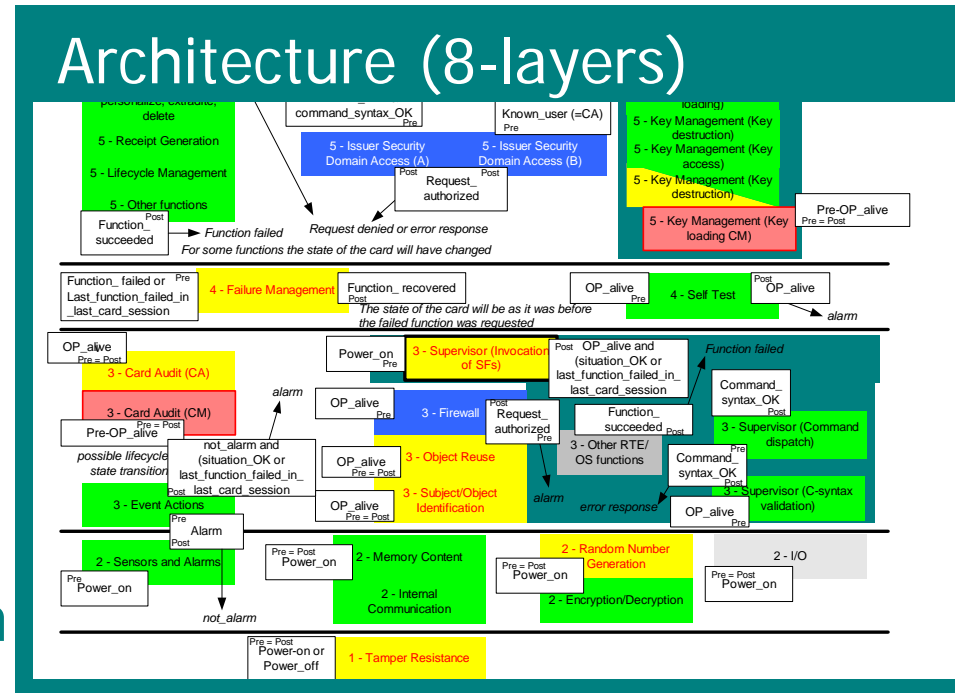 Architecture (8-layers)
personalize, extradite,
delete
5 - Receipt Generation
5 - Lifecycle Management
5 - Other functions
Post
Function_
succeeded
Function failed
For some functions the state of the card will have changed
command_syntax_OK
Pre
Known_user (=CA)
Pre
5 - Issuer Security
Domain Access (A)
5 - Issuer Security
Domain Access (B)
Post
Post
Request_
authorized
Request denied or error response
loading)
5 - Key Management (Key
destruction)
5 - Key Management (Key
access)
5 - Key Management (Key
destruction)
5 - Key Management (Key
loading CM)
Pre-OP_alive
Pre = Post
Function_ failed or
Pre
Last_function_failed_in
_last_card_session
4 - Failure Management
Function_ recovered
Post
The state of the card will be as it was before
the failed function was requested
OP_alive
Pre
4 - Self Test
Post
OP_alive
alarm
OP_alive
Pre = Post
3 - Card Audit (CA)
3 - Card Audit (CM)
Pre = Post
Pre-OP_alive
possible lifecycle
state transition
alarm
not_alarm and
(situation_OK or
last_function_failed_in_
last_card_session
Post
3 - Event Actions
Power_on
Pre
3 - Supervisor (Invocation
of SFs)
Post
OP_alive and
(situation_OK or
last_function_failed_in_
last_card_session
Function failed
OP_alive
Pre
3 - Firewall
Post
Request_
authorized
Pre
Function_
succeeded
Post
Command_
syntax_OK
Post
3 - Supervisor (Command
dispatch)
OP_alive
Pre = Post
3 - Object Reuse
3 - Other RTE/
OS functions
Pre
Command_
syntax_OK
Post
OP_alive
Pre = Post
3 - Subject/Object
Identification
alarm
error response
3 - Supervisor (C-syntax
validation)
OP_alive
Pre
Pre
Alarm
Post
2 - Sensors and Alarms
Pre
Power_on
not_alarm
Pre = Post
Power_on
2 - Memory Content
2 - Internal
Communication
Pre = Post
Power_on
2 - Random Number
Generation
2 - Encryption/Decryption
2 - I/O
Pre = Post
Power_on
Pre = Post
Power-on or
Power_off
1 - Tamper Resistance